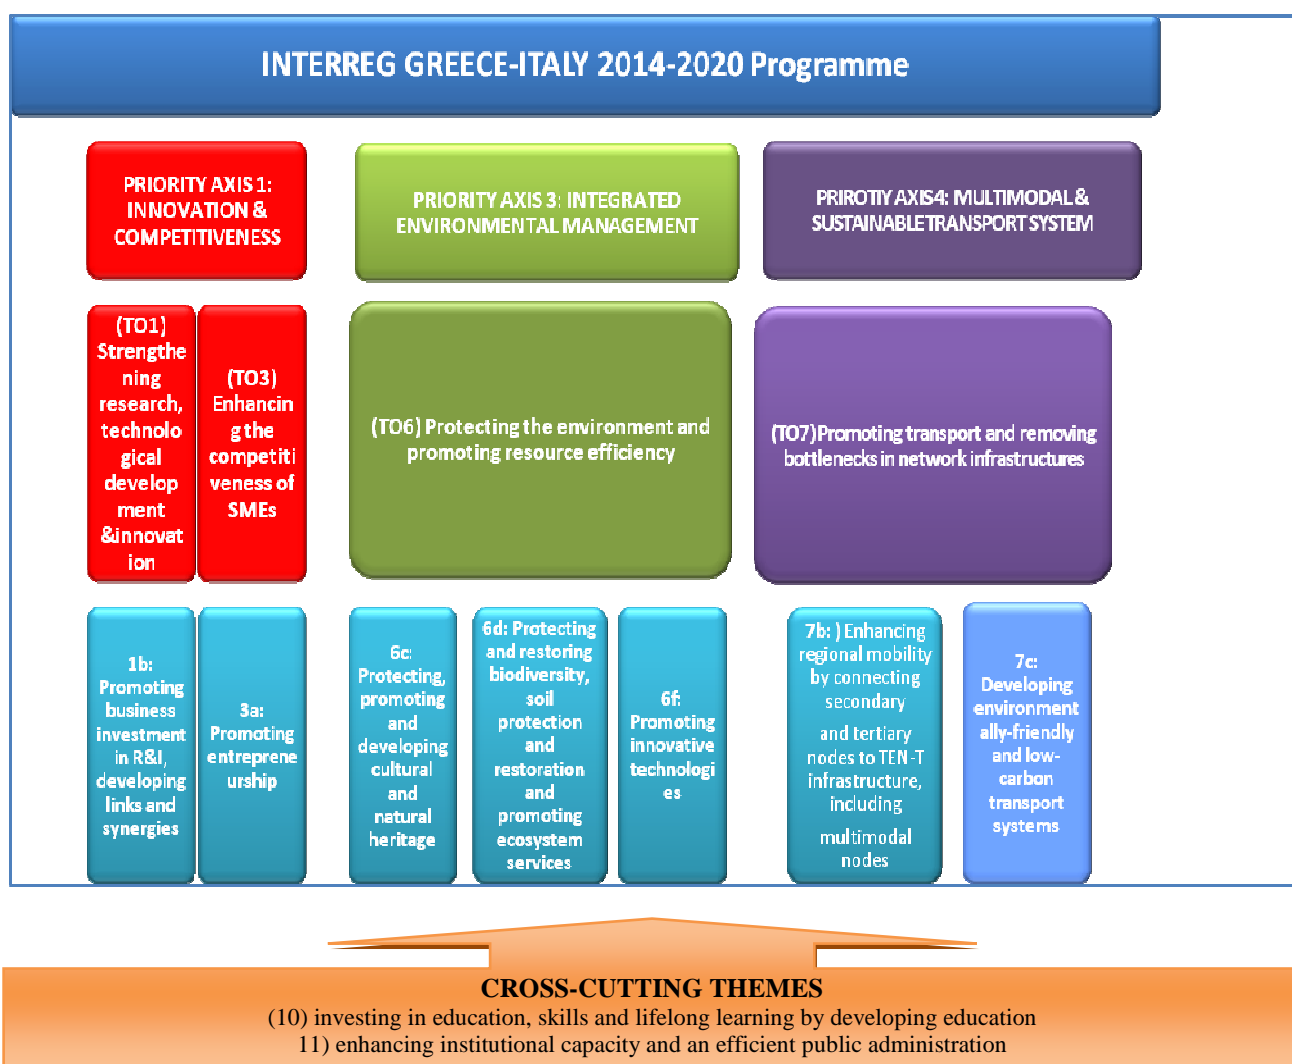 INTERREG GREECE-ITALY 2014-2020 Programme
PRIORITY AXIS 1:
INNOVATION &
COMPETITIVENESS
PRIORITY AXIS 3: INTEGRATED
ENVIRONMENTAL MANAGEMENT
PRIROTIY AXIS4: MULTIMODAL &
SUSTAINABLE TRANSPORT SYSTEM
(TO1)
Strengthe
ning
research,
technolo
gical
develop
ment
&innovat
ion
(TO3)
Enhancin
g the
competiti
veness of
SMEs
(TO6) Protecting the environment and
promoting resource efficiency
(TO7)Promoting transport and removing
bottlenecks in network infrastructures
1b:
Promoting
business
investment
in R&I,
developing
links and
synergies
3a:
Promoting
entreprene
urship
6c:
Protecting,
promoting
and
developing
cultural
and
natural
heritage
6d: Protecting
and restoring
biodiversity,
soil
protection
and
restoration
and
promoting
ecosystem
services
6f:
Promoting
innovative
technologi
es
7b: ) Enhancing
regional mobility
by connecting
secondary
and tertiary
nodes to TEN-T
infrastructure,
including
multimodal
nodes
7c:
Developing
environment
ally-friendly
and low-
carbon
transport
systems
CROSS-CUTTING THEMES
(10) investing in education, skills and lifelong learning by developing education
11) enhancing institutional capacity and an efficient public administration